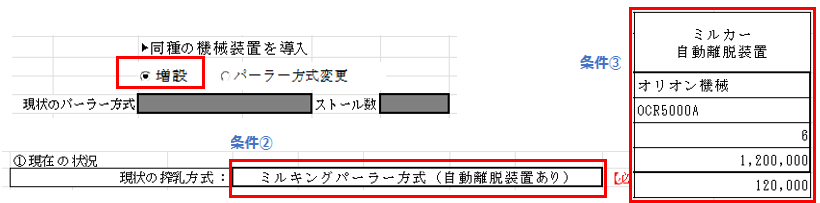 ▶同種の機械装置を導入
増設
パーラー方式変更
現状のパーラー方式
ストール数
条件②
①現在の状況
現状の搾乳方式：
ミルキングパーラー方式（自動離脱装置あり）
【必
条件③
ミルカー
自動離脱装置
オリオン機械
OCR5000A
6
1,200,000
120,000